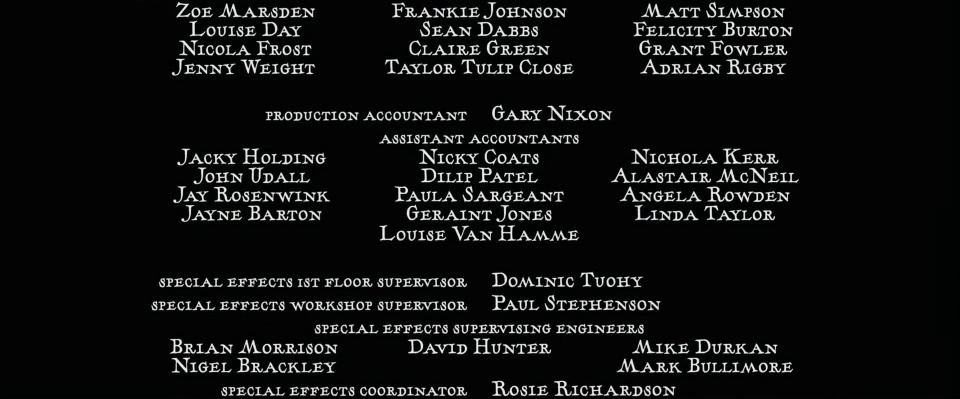 Zoe Marsden Frankie Johnson Matt Simpson
Louise Day Sean Dabbs Felicity Burton
Nicola Frost Claire Green Grant Fowler
Jenny Weight Taylor Tulip Close Adrian Rigby
production accountant Gary Nixon
assistant accountants
Jacky Holding Nicky Coats Nichola Kerr
John Udall Dilip Patel Alastair McNeil
Jay Rosenwink Paula Sargeant Angela Rowden
Jayne Barton Geraint Jones Linda Taylor
Louise Van Hamme
special effects 1st floor supervisor Dominic Tuohy
special effects workshop supervisor Paul Stephenson
special effects supervising engineers
Brian Morrison David Hunter Mike Durkan
Nigel Brackley Mark Bullimore
special effects coordinator Rosie Richardson